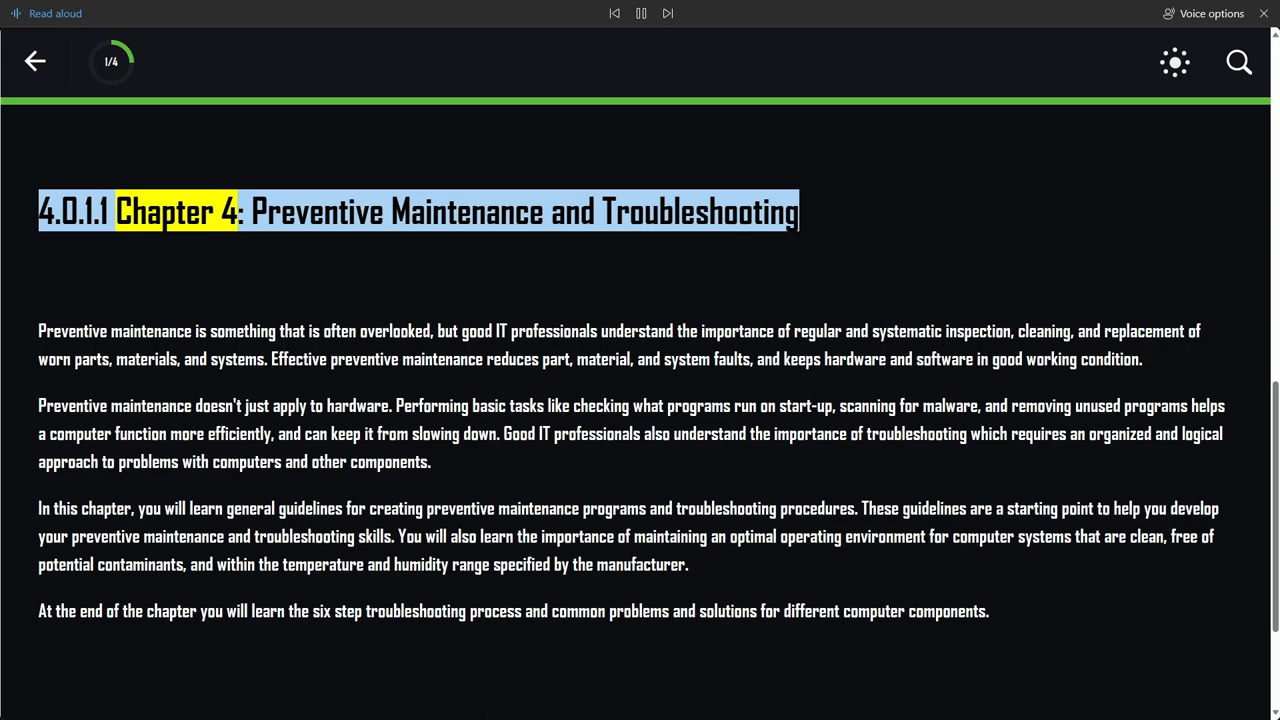 Read aloud
Voice options
1/4
4.0.1.1 Chapter 4: Preventive Maintenance and Troubleshooting
Preventive maintenance is something that is often overlooked, but good IT professionals understand the importance of regular and systematic inspection, cleaning, and replacement of
worn parts, materials, and systems. Effective preventive maintenance reduces part, material, and system faults, and keeps hardware and software in good working condition.
Preventive maintenance doesn't just apply to hardware. Performing basic tasks like checking what programs run on start-up, scanning for malware, and removing unused programs helps
a computer function more efficiently, and can keep it from slowing down. Good IT professionals also understand the importance of troubleshooting which requires an organized and logical
approach to problems with computers and other components.
In this chapter, you will learn general guidelines for creating preventive maintenance programs and troubleshooting procedures. These guidelines are a starting point to help you develop
your preventive maintenance and troubleshooting skills. You will also learn the importance of maintaining an optimal operating environment for computer systems that are clean, free of
potential contaminants, and within the temperature and humidity range specified by the manufacturer.
At the end of the chapter you will learn the six step troubleshooting process and common problems and solutions for different computer components.